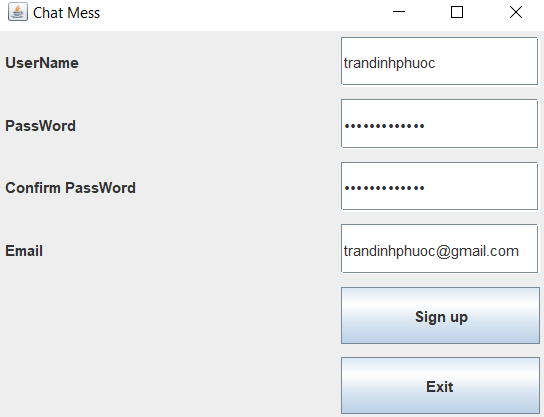 Chat Mess
UserName trandinhphuoc
PassWord •••••••••••••
Confirm PassWord •••••••••••••
Email trandinhphuoc@gmail.com
Sign up
Exit